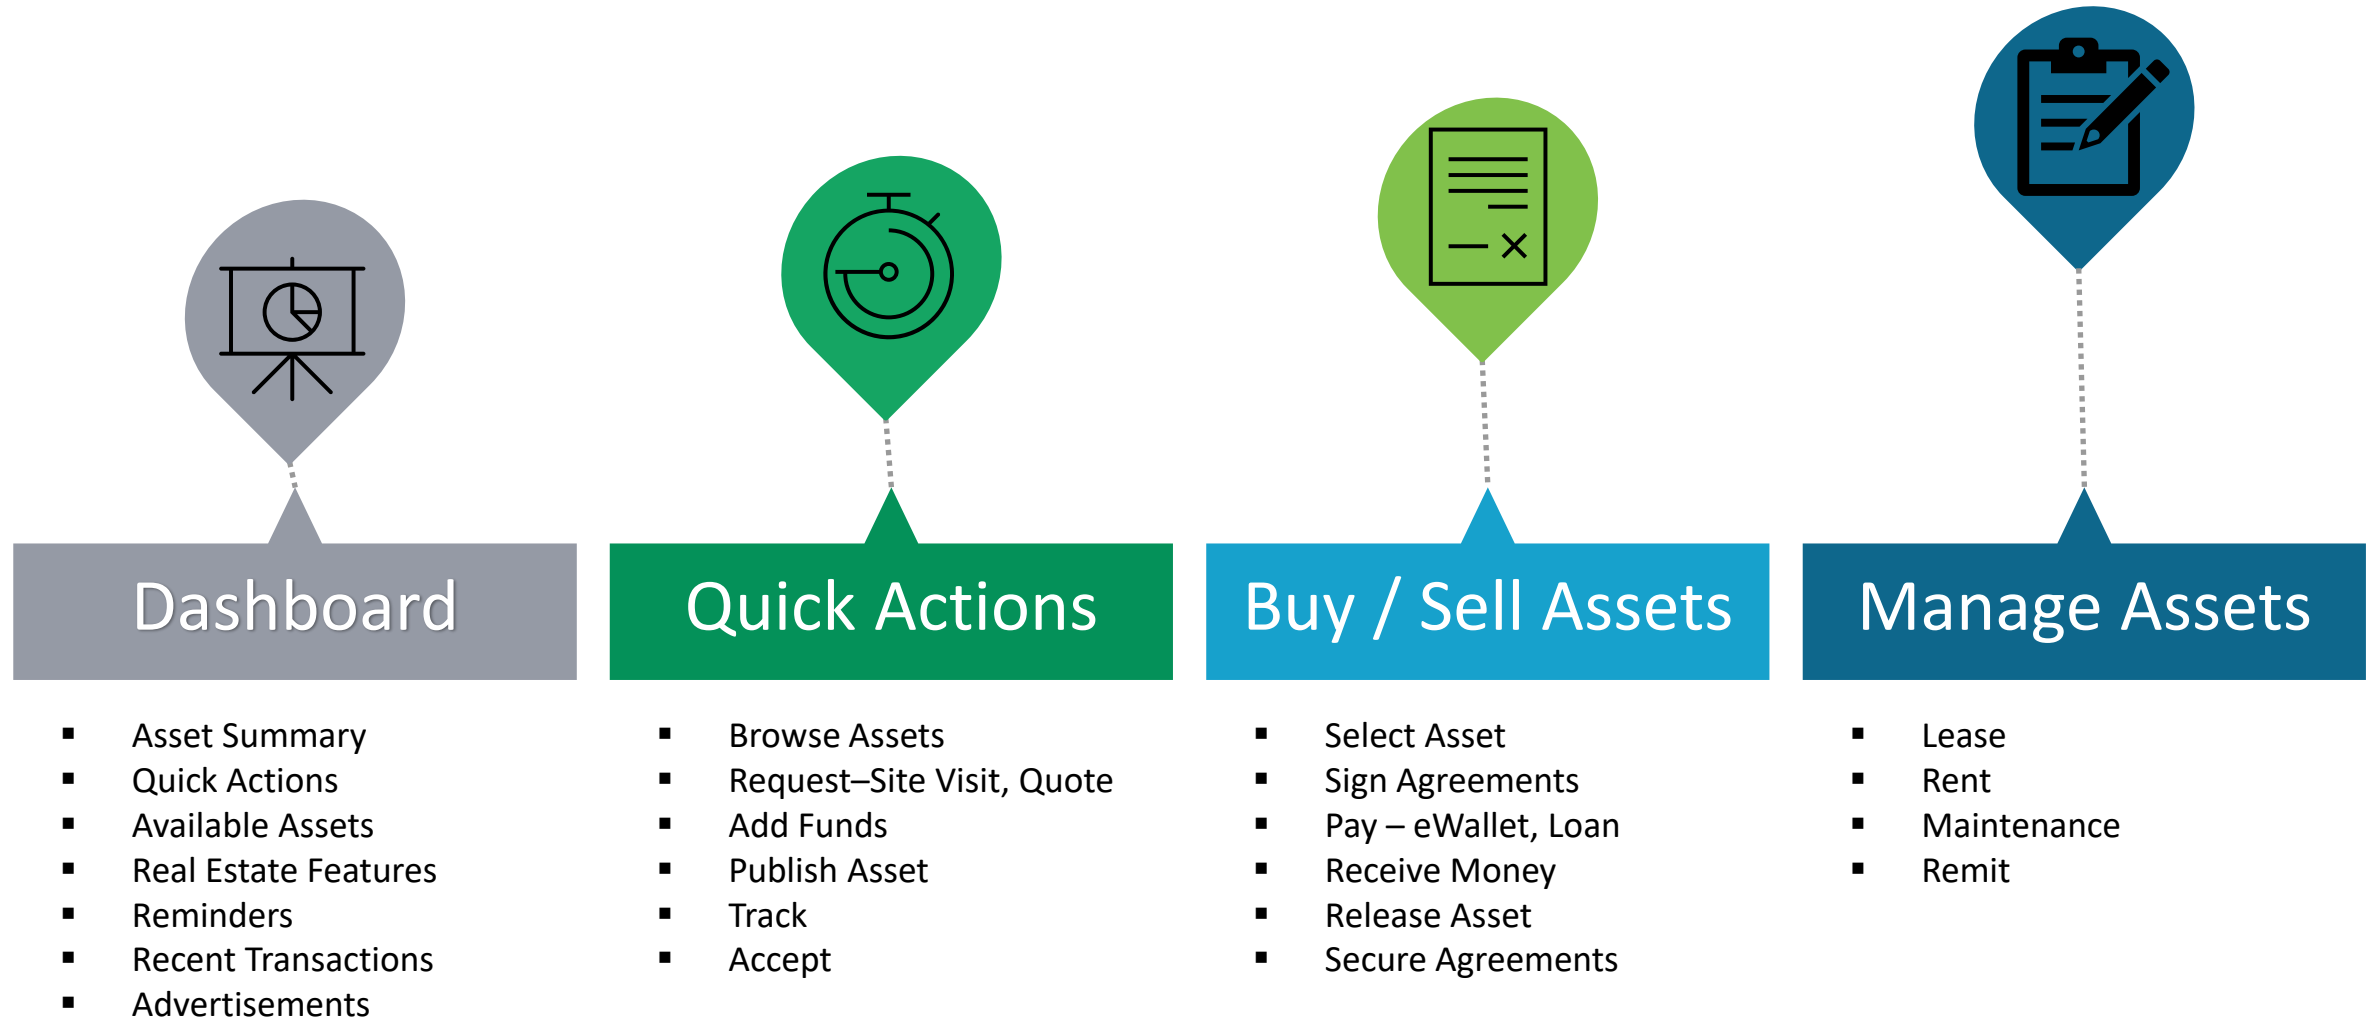 Dashboard
Asset Summary
Quick Actions
Available Assets
Real Estate Features
Reminders
Recent Transactions
Advertisements
Quick Actions
Browse Assets
Request–Site Visit, Quote
Add Funds
Publish Asset
Track
Accept
Buy / Sell Assets
Select Asset
Sign Agreements
Pay – eWallet, Loan
Receive Money
Release Asset
Secure Agreements
Manage Assets
Lease
Rent
Maintenance
Remit